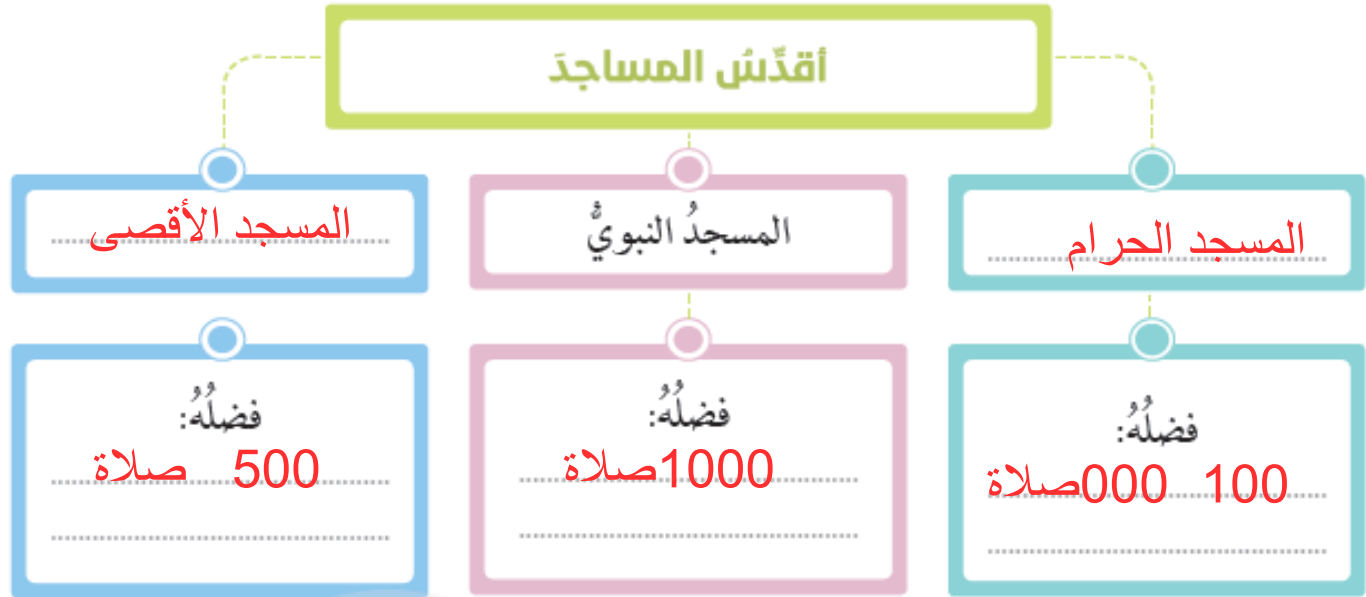 أقدِّسُ المساجدَ
المسجد الحرام
المسجدُ النبويُّ
المسجد الأقصى
فضلُهُ:
100 000صلاة
فضلُهُ:
1000صلاة
فضلُهُ:
500 صلاة